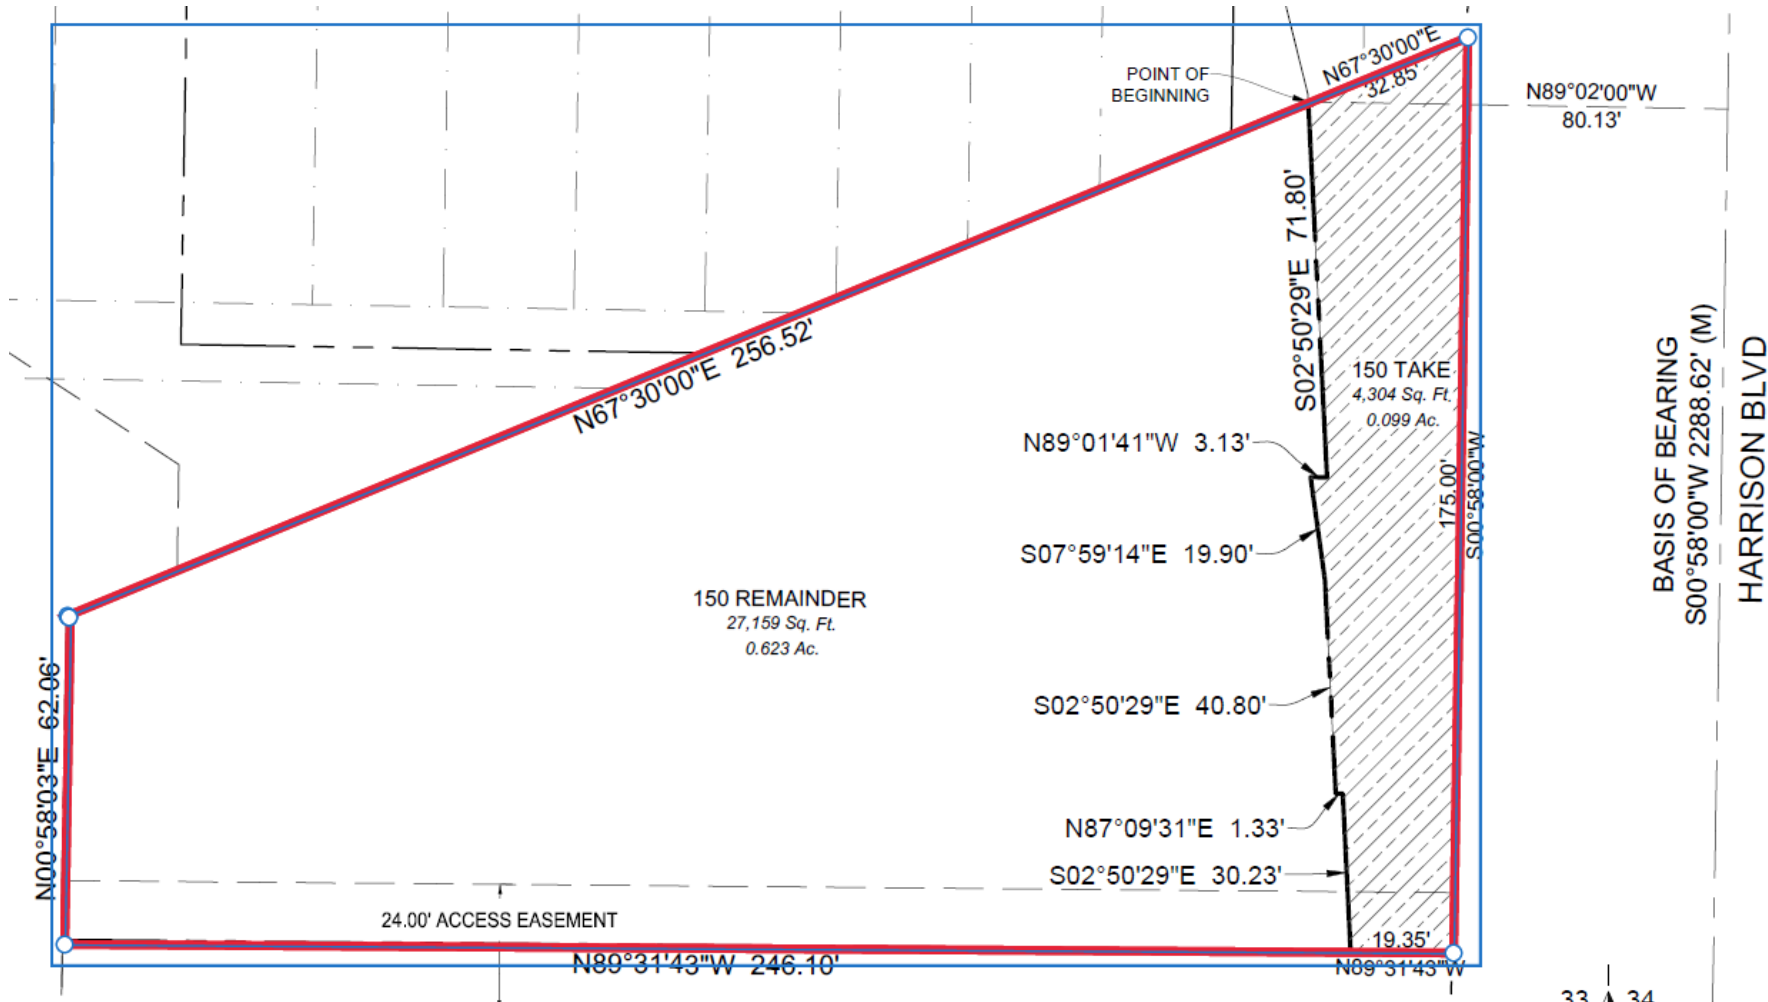 N67°30'00"E
32.85'
POINT OF
BEGINNING
N89°02'00"W
80.13'
S02°50'29"E 71.80'
N67°30'00"E 256.52'
150 TAKE
4,304 Sq. Ft.
0.099 Ac.
N89°01'41"W 3.13'
175.00'
S00°58'00"W
BASIS OF BEARING
S00°58'00"W 2288.62' (M)
HARRISON BLVD
S07°59'14"E 19.90'
150 REMAINDER
27,159 Sq. Ft.
0.623 Ac.
N00°58'03"E 62.06'
S02°50'29"E 40.80'
N87°09'31"E 1.33'
S02°50'29"E 30.23'
24.00' ACCESS EASEMENT
19.35'
N89°31'43"W 246.10'
N89°31'43"W
33 34